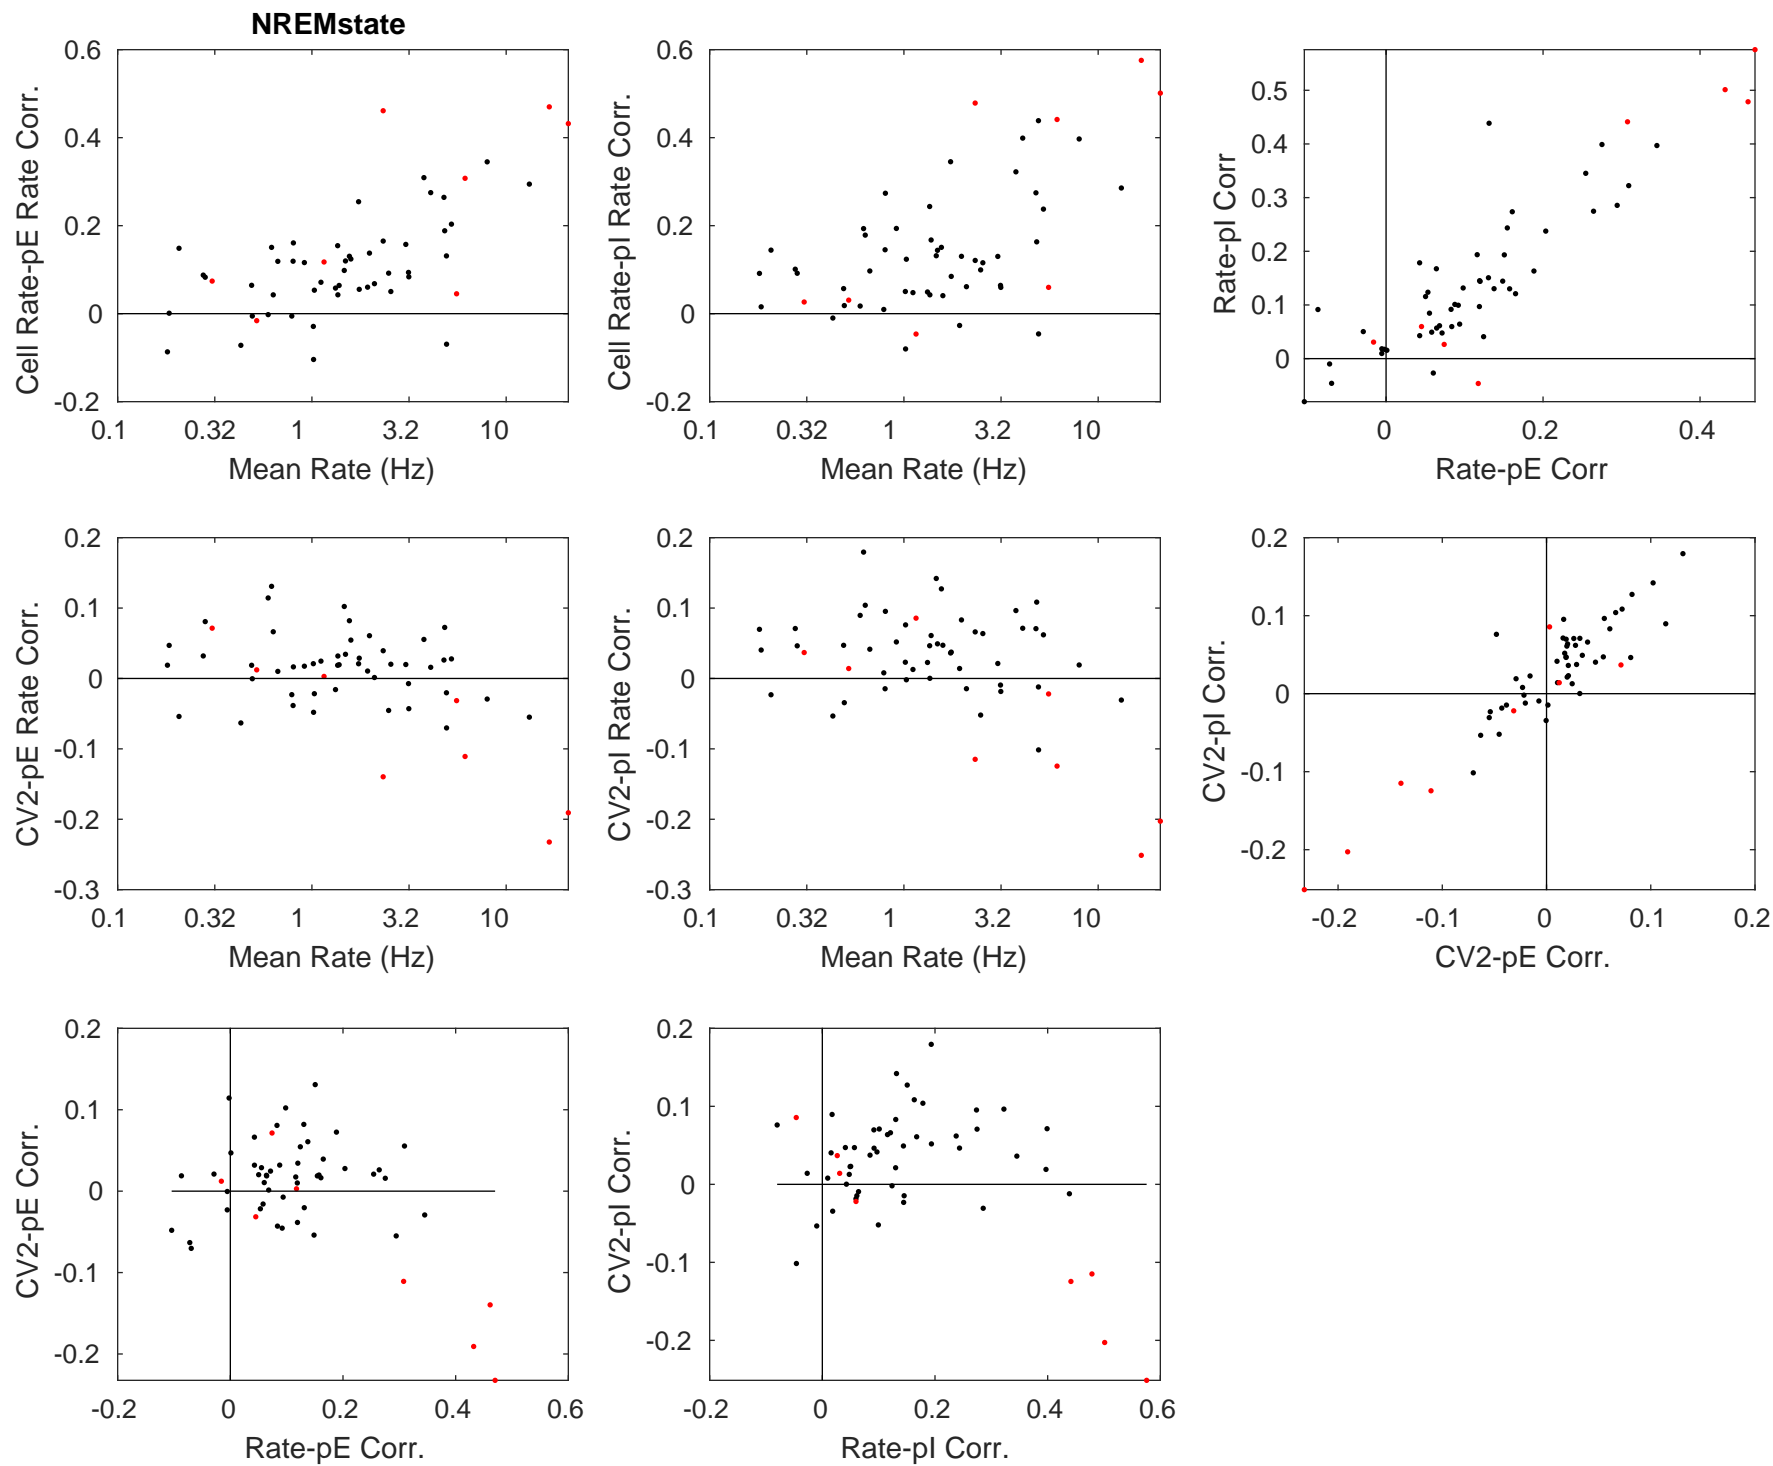 NREMstate
0.6
0.4
0.2
0
-0.2
Cell Rate-pE Rate Corr.
0.1 0.32 1 3.2 10
Mean Rate (Hz)
0.6
0.4
0.2
0
-0.2
Cell Rate-pI Rate Corr.
0.1 0.32 1 3.2 10
Mean Rate (Hz)
0.5
0.4
0.3
0.2
0.1
0
Rate-pI Corr
0 0.2 0.4
Rate-pE Corr
0.2
0.1
0
-0.1
-0.2
-0.3
CV2-pE Rate Corr.
0.1 0.32 1 3.2 10
Mean Rate (Hz)
0.2
0.1
0
-0.1
-0.2
-0.3
CV2-pI Rate Corr.
0.1 0.32 1 3.2 10
Mean Rate (Hz)
0.2
0.1
0
-0.1
-0.2
CV2-pI Corr.
-0.2 -0.1 0 0.1 0.2
CV2-pE Corr.
0.2
0.1
0
-0.1
-0.2
CV2-pE Corr.
-0.2 0 0.2 0.4 0.6
Rate-pE Corr.
0.2
0.1
0
-0.1
-0.2
CV2-pI Corr.
-0.2 0 0.2 0.4 0.6
Rate-pI Corr.